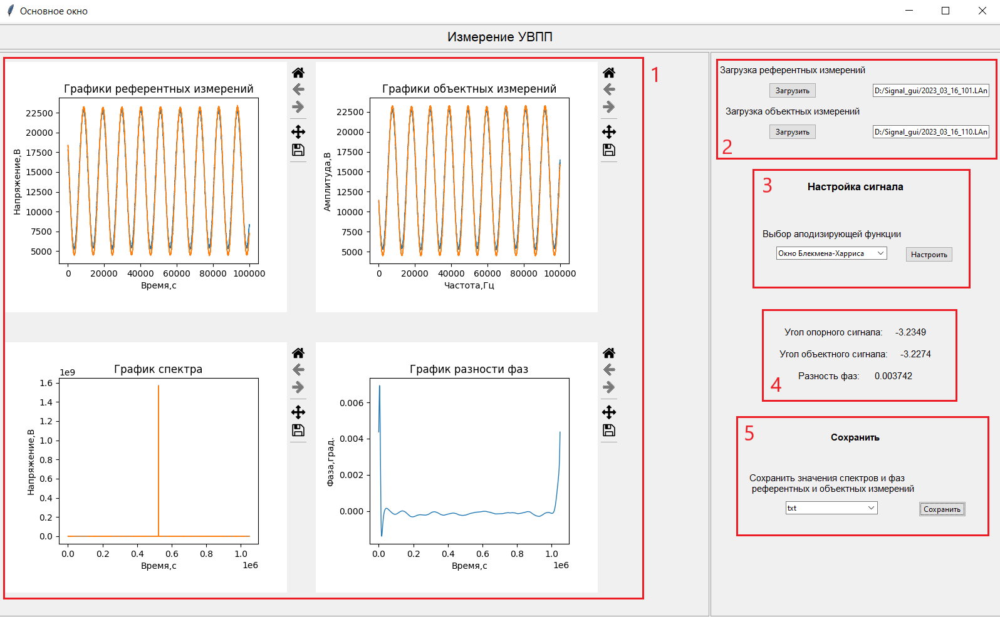 Основное окно
Измерение УВПП
1
Графики референтных измерений
Напряжение,В
22500
20000
17500
15000
12500
10000
7500
5000
0 20000 40000 60000 80000 100000
Время,с
Графики объектных измерений
Амплитуда,В
22500
20000
17500
15000
12500
10000
7500
5000
0 20000 40000 60000 80000 100000
Частота,Гц
График спектра
1e9
Напряжение,В
1.6
1.4
1.2
1.0
0.8
0.6
0.4
0.2
0.0
0.0 0.2 0.4 0.6 0.8 1.0
1e6
Время,с
График разности фаз
Фаза,град.
0.006
0.004
0.002
0.000
0.0 0.2 0.4 0.6 0.8 1.0
1e6
Время,с
Загрузка референтных измерений
Загрузить D:/Signal_gui/2023_03_16_101.LAn
Загрузка объектных измерений
Загрузить D:/Signal_gui/2023_03_16_110.LAn
2
3
Настройка сигнала
Выбор аподизирующей функции
Окно Блекмена-Харриса Настроить
Угол опорного сигнала: -3.2349
Угол объектного сигнала: -3.2274
Разность фаз: 0.003742
4
5
Сохранить
Сохранить значения спектров и фаз
референтных и объектных измерений
txt Сохранить